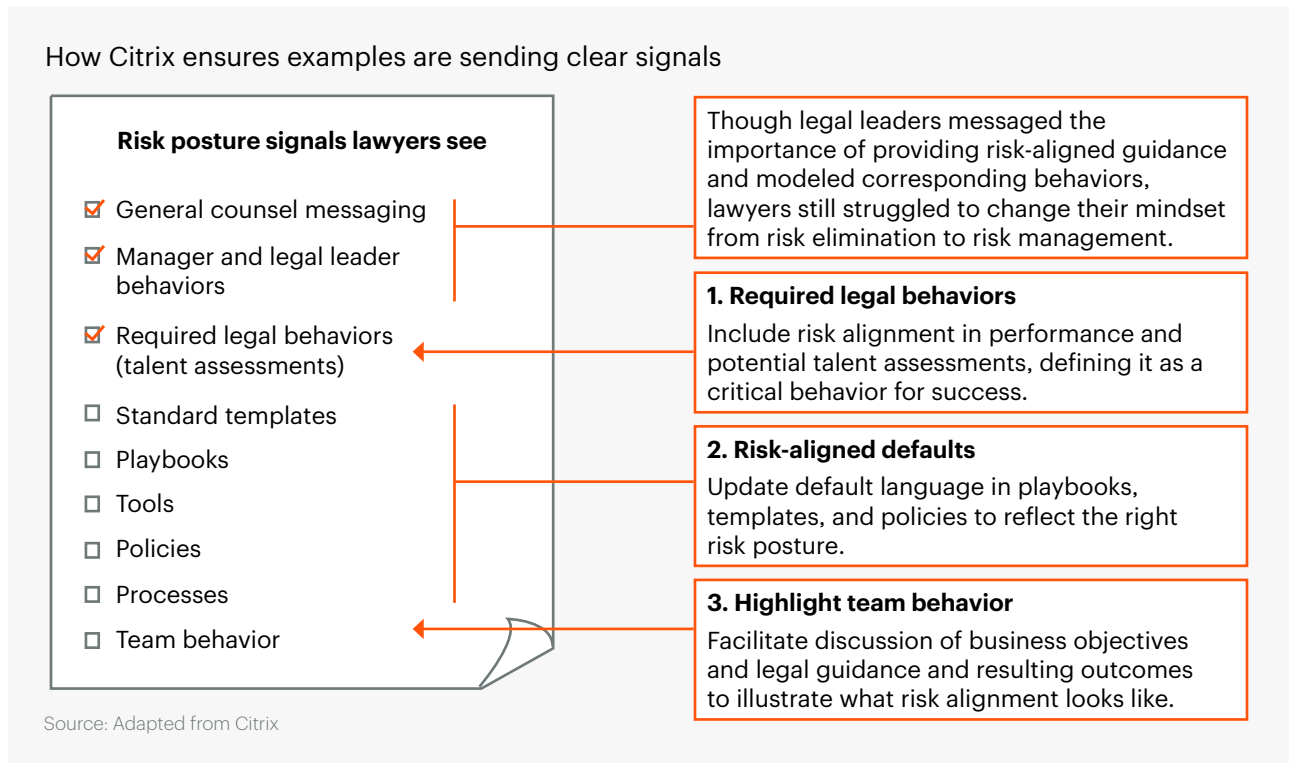 How Citrix ensures examples are sending clear signals
Risk posture signals lawyers see
General counsel messaging
Manager and legal leader
behaviors
Required legal behaviors
(talent assessments)
Standard templates
Playbooks
Tools
Policies
Processes
Team behavior
Though legal leaders messaged the
importance of providing risk-aligned guidance
and modeled corresponding behaviors,
lawyers still struggled to change their mindset
from risk elimination to risk management.
1. Required legal behaviors
Include risk alignment in performance and
potential talent assessments, defining it as a
critical behavior for success.
2. Risk-aligned defaults
Update default language in playbooks,
templates, and policies to reflect the right
risk posture.
3. Highlight team behavior
Facilitate discussion of business objectives
and legal guidance and resulting outcomes
to illustrate what risk alignment looks like.
Source: Adapted from Citrix